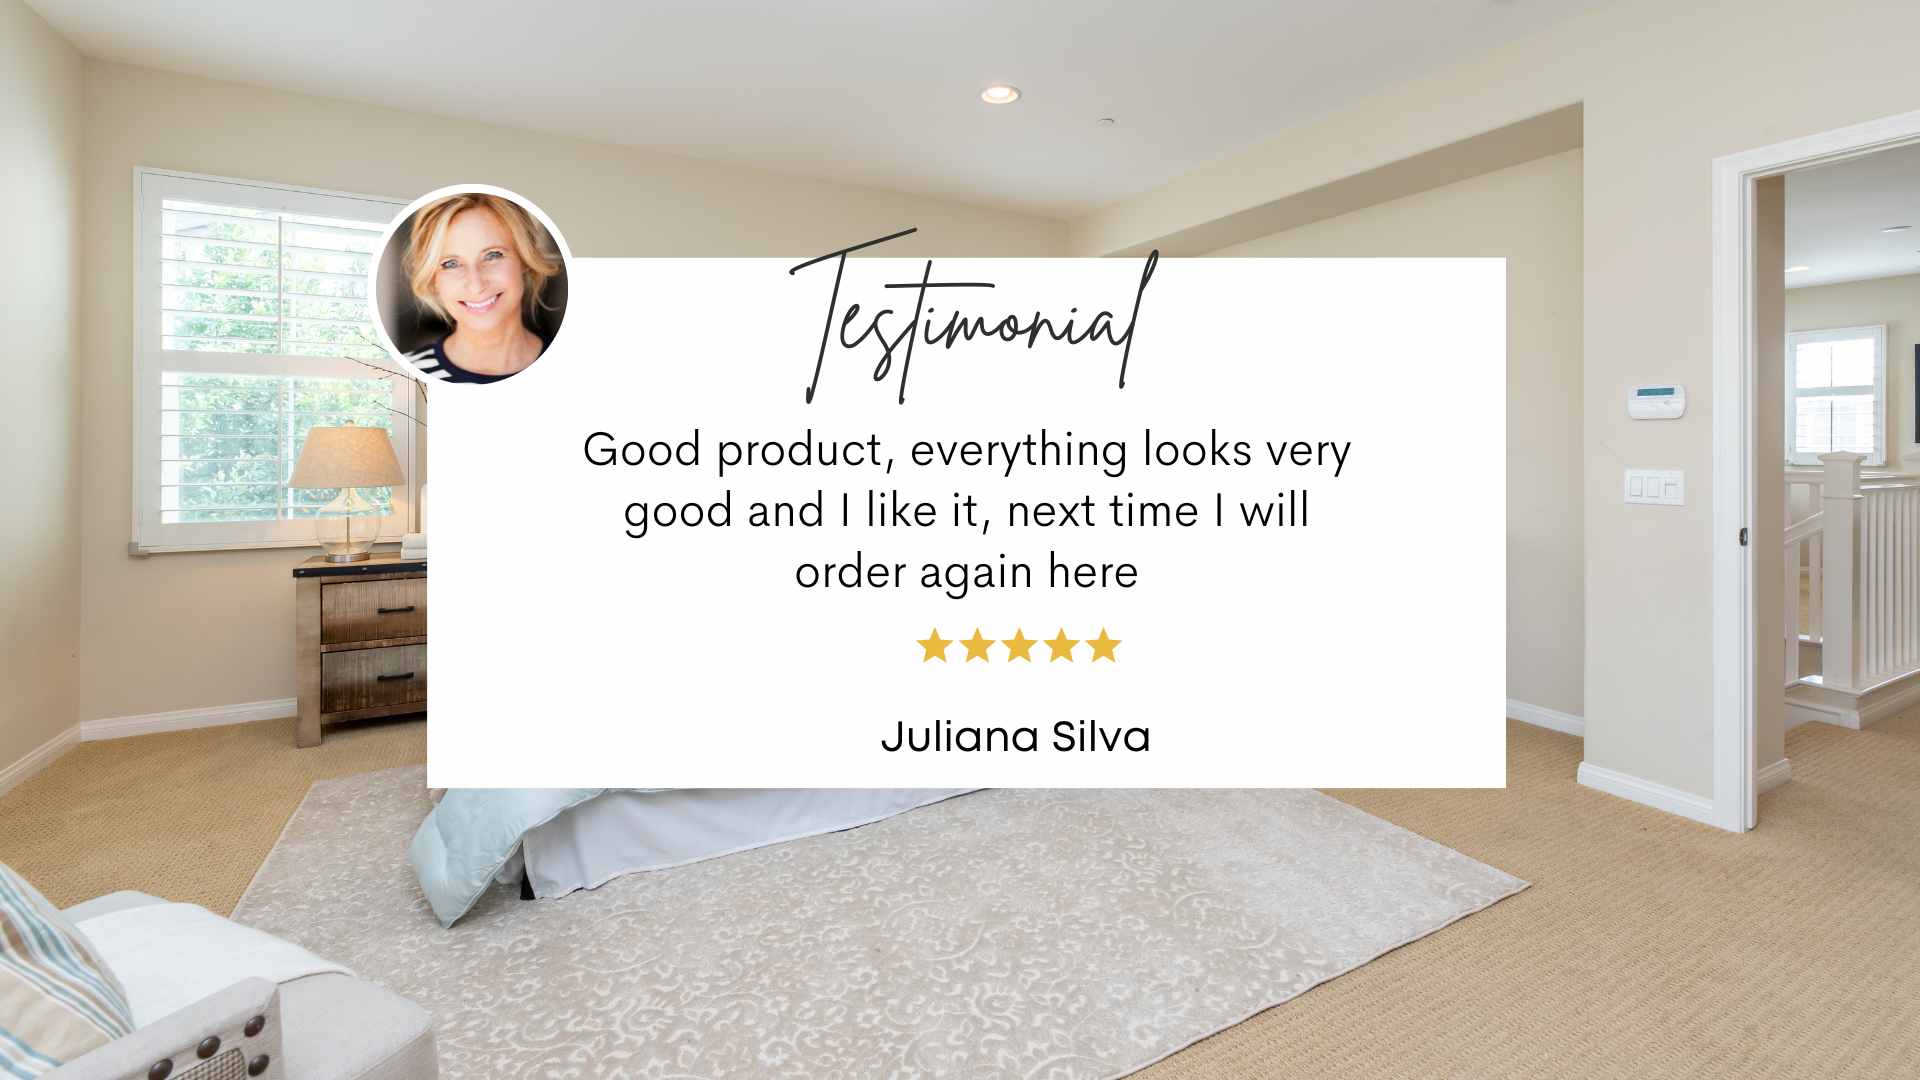 Testimonial
Good product, everything looks very
good and I like it, next time I will
order again here
Juliana Silva